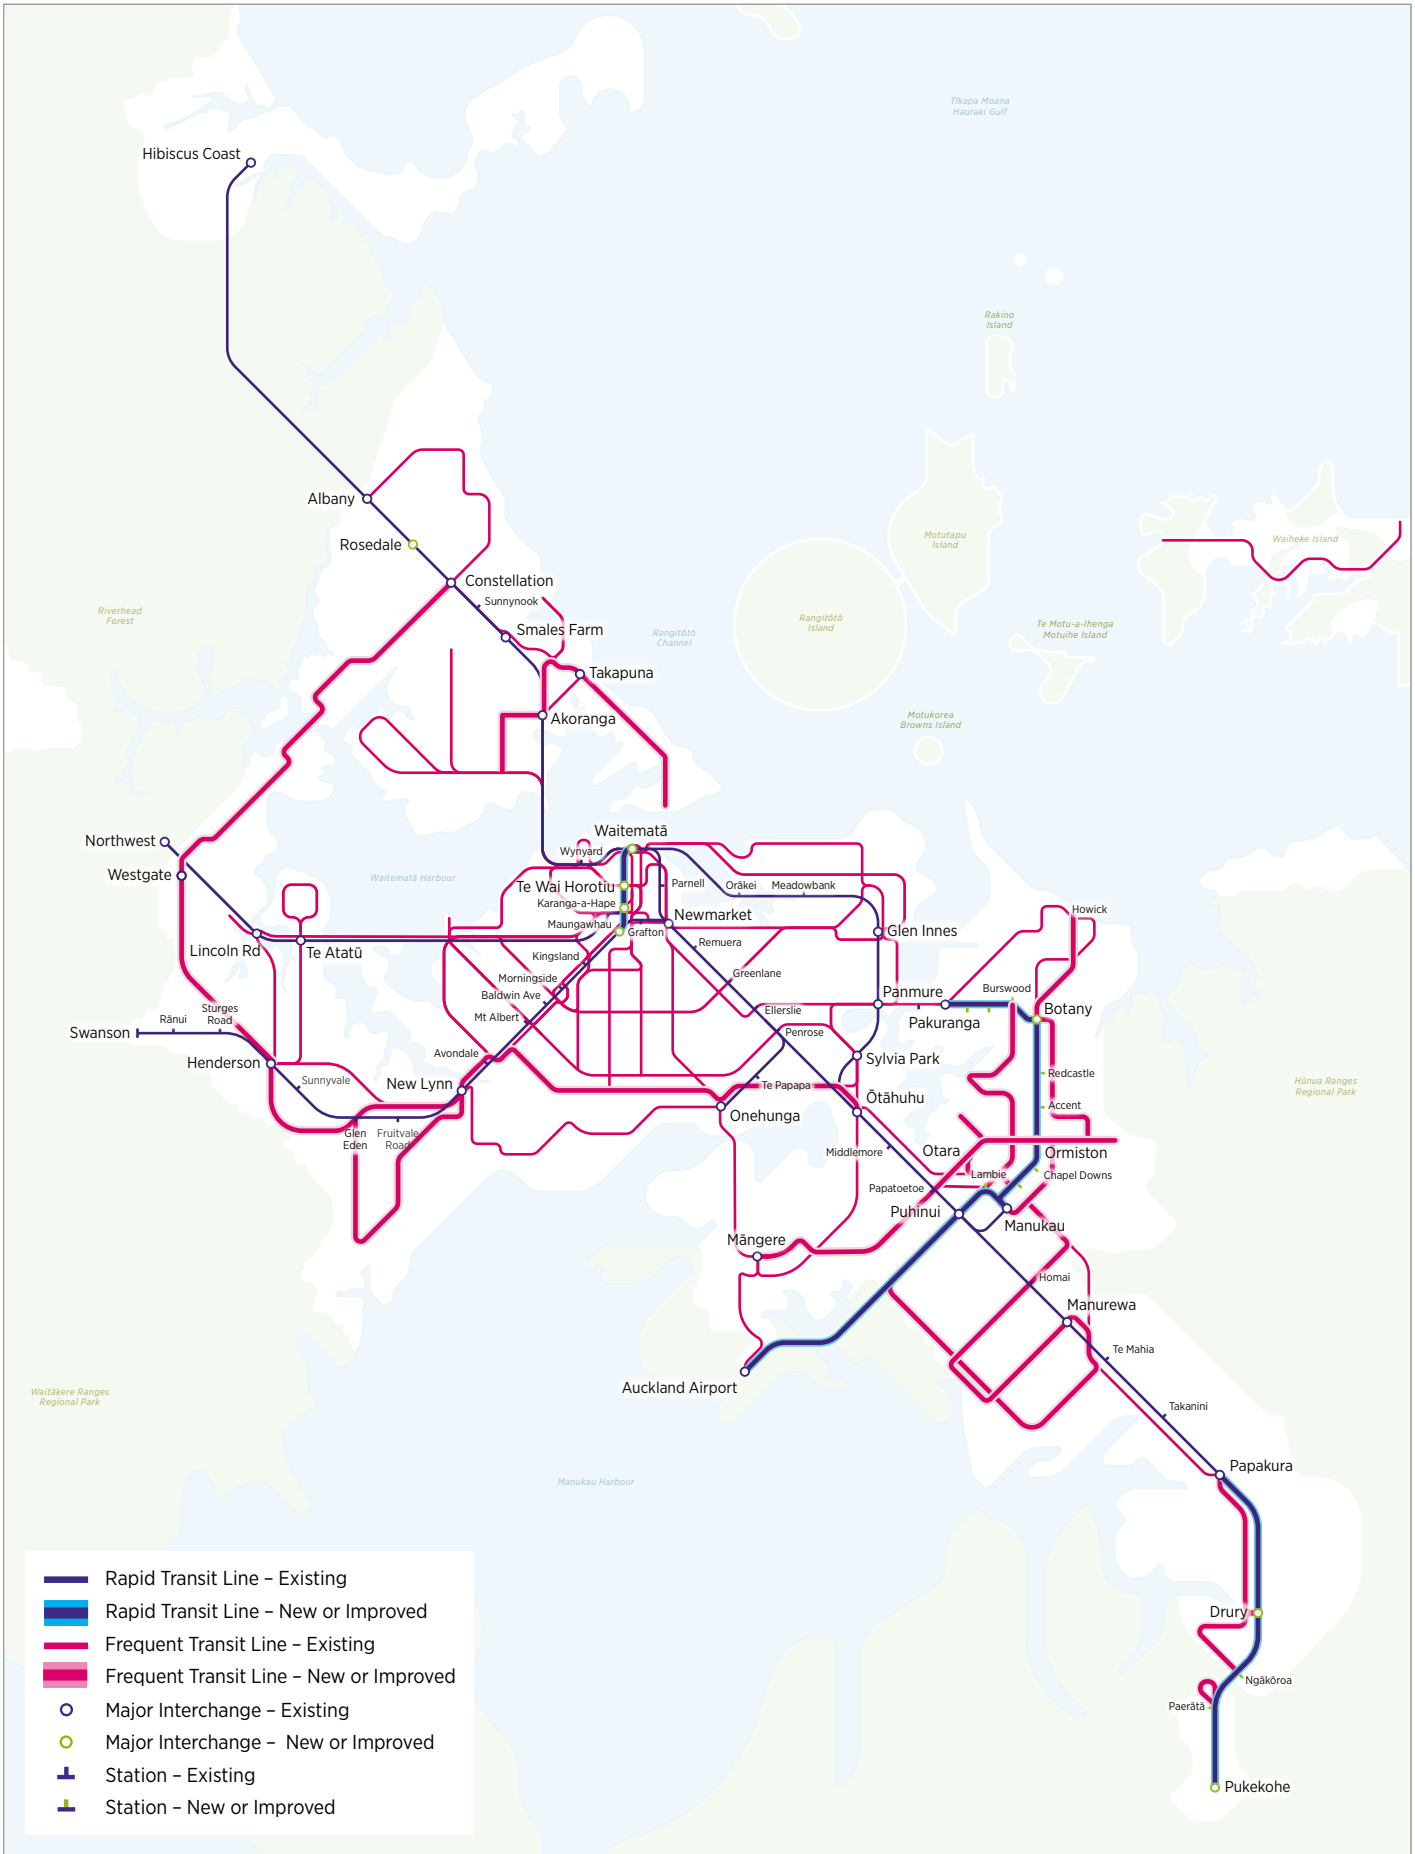 Tīkapa Moana
Hauraki Gulf
Hibiscus Coast
Rakino
Island
Albany
Rosedale
Motutapu
Island
Waiheke Island
Constellation
Sunnynook
Riverhead
Forest
Smales Farm
Rangitōtō
Channel
Rangitōtō
Island
Te Motu-a-Ihenga
Motuihe Island
Takapuna
Akoranga
Motukorea
Browns Island
Northwest
Waitematā
Wynyard
Westgate
Waitematā Harbour
Te Wai Horotiu
Parnell
Orākei
Meadowbank
Karanga-a-Hape
Newmarket
Howick
Maungawhau
Grafton
Glen Innes
Lincoln Rd
Te Atatū
Remuera
Kingsland
Greenlane
Morningside
Burswood
Baldwin Ave
Panmure
Sturges
Road
Rānui
Mt Albert
Ellerslie
Pakuranga
Botany
Swanson
Penrose
Avondale
Sylvia Park
Henderson
Redcastle
Sunnyvale
New Lynn
Te Papapa
Hūnua Ranges
Regional Park
Ōtāhuhu
Accent
Onehunga
Glen
Eden
Fruitvale
Road
Middlemore
Otara
Ormiston
Lambie
Chapel Downs
Papatoetoe
Puhinui
Manukau
Māngere
Homai
Manurewa
Te Mahia
Auckland Airport
Waitākere Ranges
Regional Park
Takanini
Papakura
Manukau Harbour
Drury
Ngākōroa
Paerātā
Pukekohe
Rapid Transit Line – Existing
Rapid Transit Line – New or Improved
Frequent Transit Line – Existing
Frequent Transit Line – New or Improved
Major Interchange – Existing
Major Interchange –  New or Improved
Station – Existing
Station – New or Improved